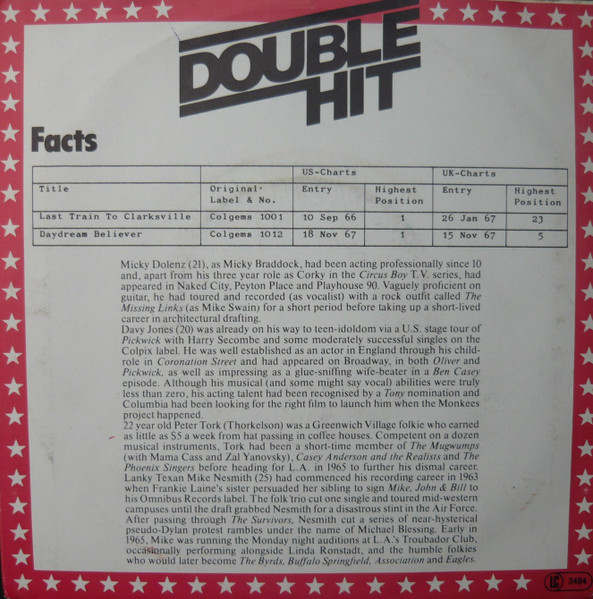 DOUBLE
HIT
Facts
US-Charts UK-Charts
Title Original Entry Highest Entry Highest
Label & No. Position Position
Last Train To Clarksville Colgems 1001 10 Sep 66 1 26 Jan 67 23
Daydream Believer Colgems 1012 18 Nov 67 1 15 Nov 67 5
Micky Dolenz (21), as Micky Braddock, had been acting professionally since 10
and, apart from his three year role as Corky in the Circus Boy T.V. series, had
appeared in Naked City, Peyton Place and Playhouse 90. Vaguely proficient on
guitar, he had toured and recorded (as vocalist) with a rock outfit called The
Missing Links (as Mike Swain) for a short period before taking up a short-lived
career in architectural drafting.
Davy Jones (20) was already on his way to teen-idoldom via a U.S. stage tour of
Pickwick with Harry Secombe and some moderately successful singles on the
Colpix label. He was well established as an actor in England through his child-
role in Coronation Street and had appeared on Broadway, in both Oliver and
Pickwick, as well as impressing as a glue-sniffing wife-beater in a Ben Casey
episode. Although his musical (and some might say vocal) abilities were truly
less than zero, his acting talent had been recognised by a Tony nomination and
Columbia had been looking for the right film to launch him when the Monkees
project happened.
22 year old Peter Tork (Thorkelson) was a Greenwich Village folkie who earned
as little as $5 a week from hat passing in coffee houses. Competent on a dozen
musical instruments, Tork had been a short-time member of The Mugwumps
(with Mama Cass and Zal Yanovsky), Casey Anderson and the Realists and The
Phoenix Singers before heading for L.A. in 1965 to further his dismal career.
Lanky Texan Mike Nesmith (25) had commenced his recording career in 1963
when Frankie Laine's sister persuaded her sibling to sign Mike, John & Bill to
his Omnibus Records label. The folk trio cut one single and toured mid-western
campuses until the draft grabbed Nesmith for a disastrous stint in the Air Force.
After passing through The Survivors, Nesmith cut a series of near-hysterical
pseudo-Dylan protest rambles under the name of Michael Blessing. Early in
1965, Mike was running the Monday night auditions at L.A.'s Troubador Club,
occasionally performing alongside Linda Ronstadt, and the humble folkies
who would later become The Byrds, Buffalo Springfield, Association and Eagles.
LC 3484